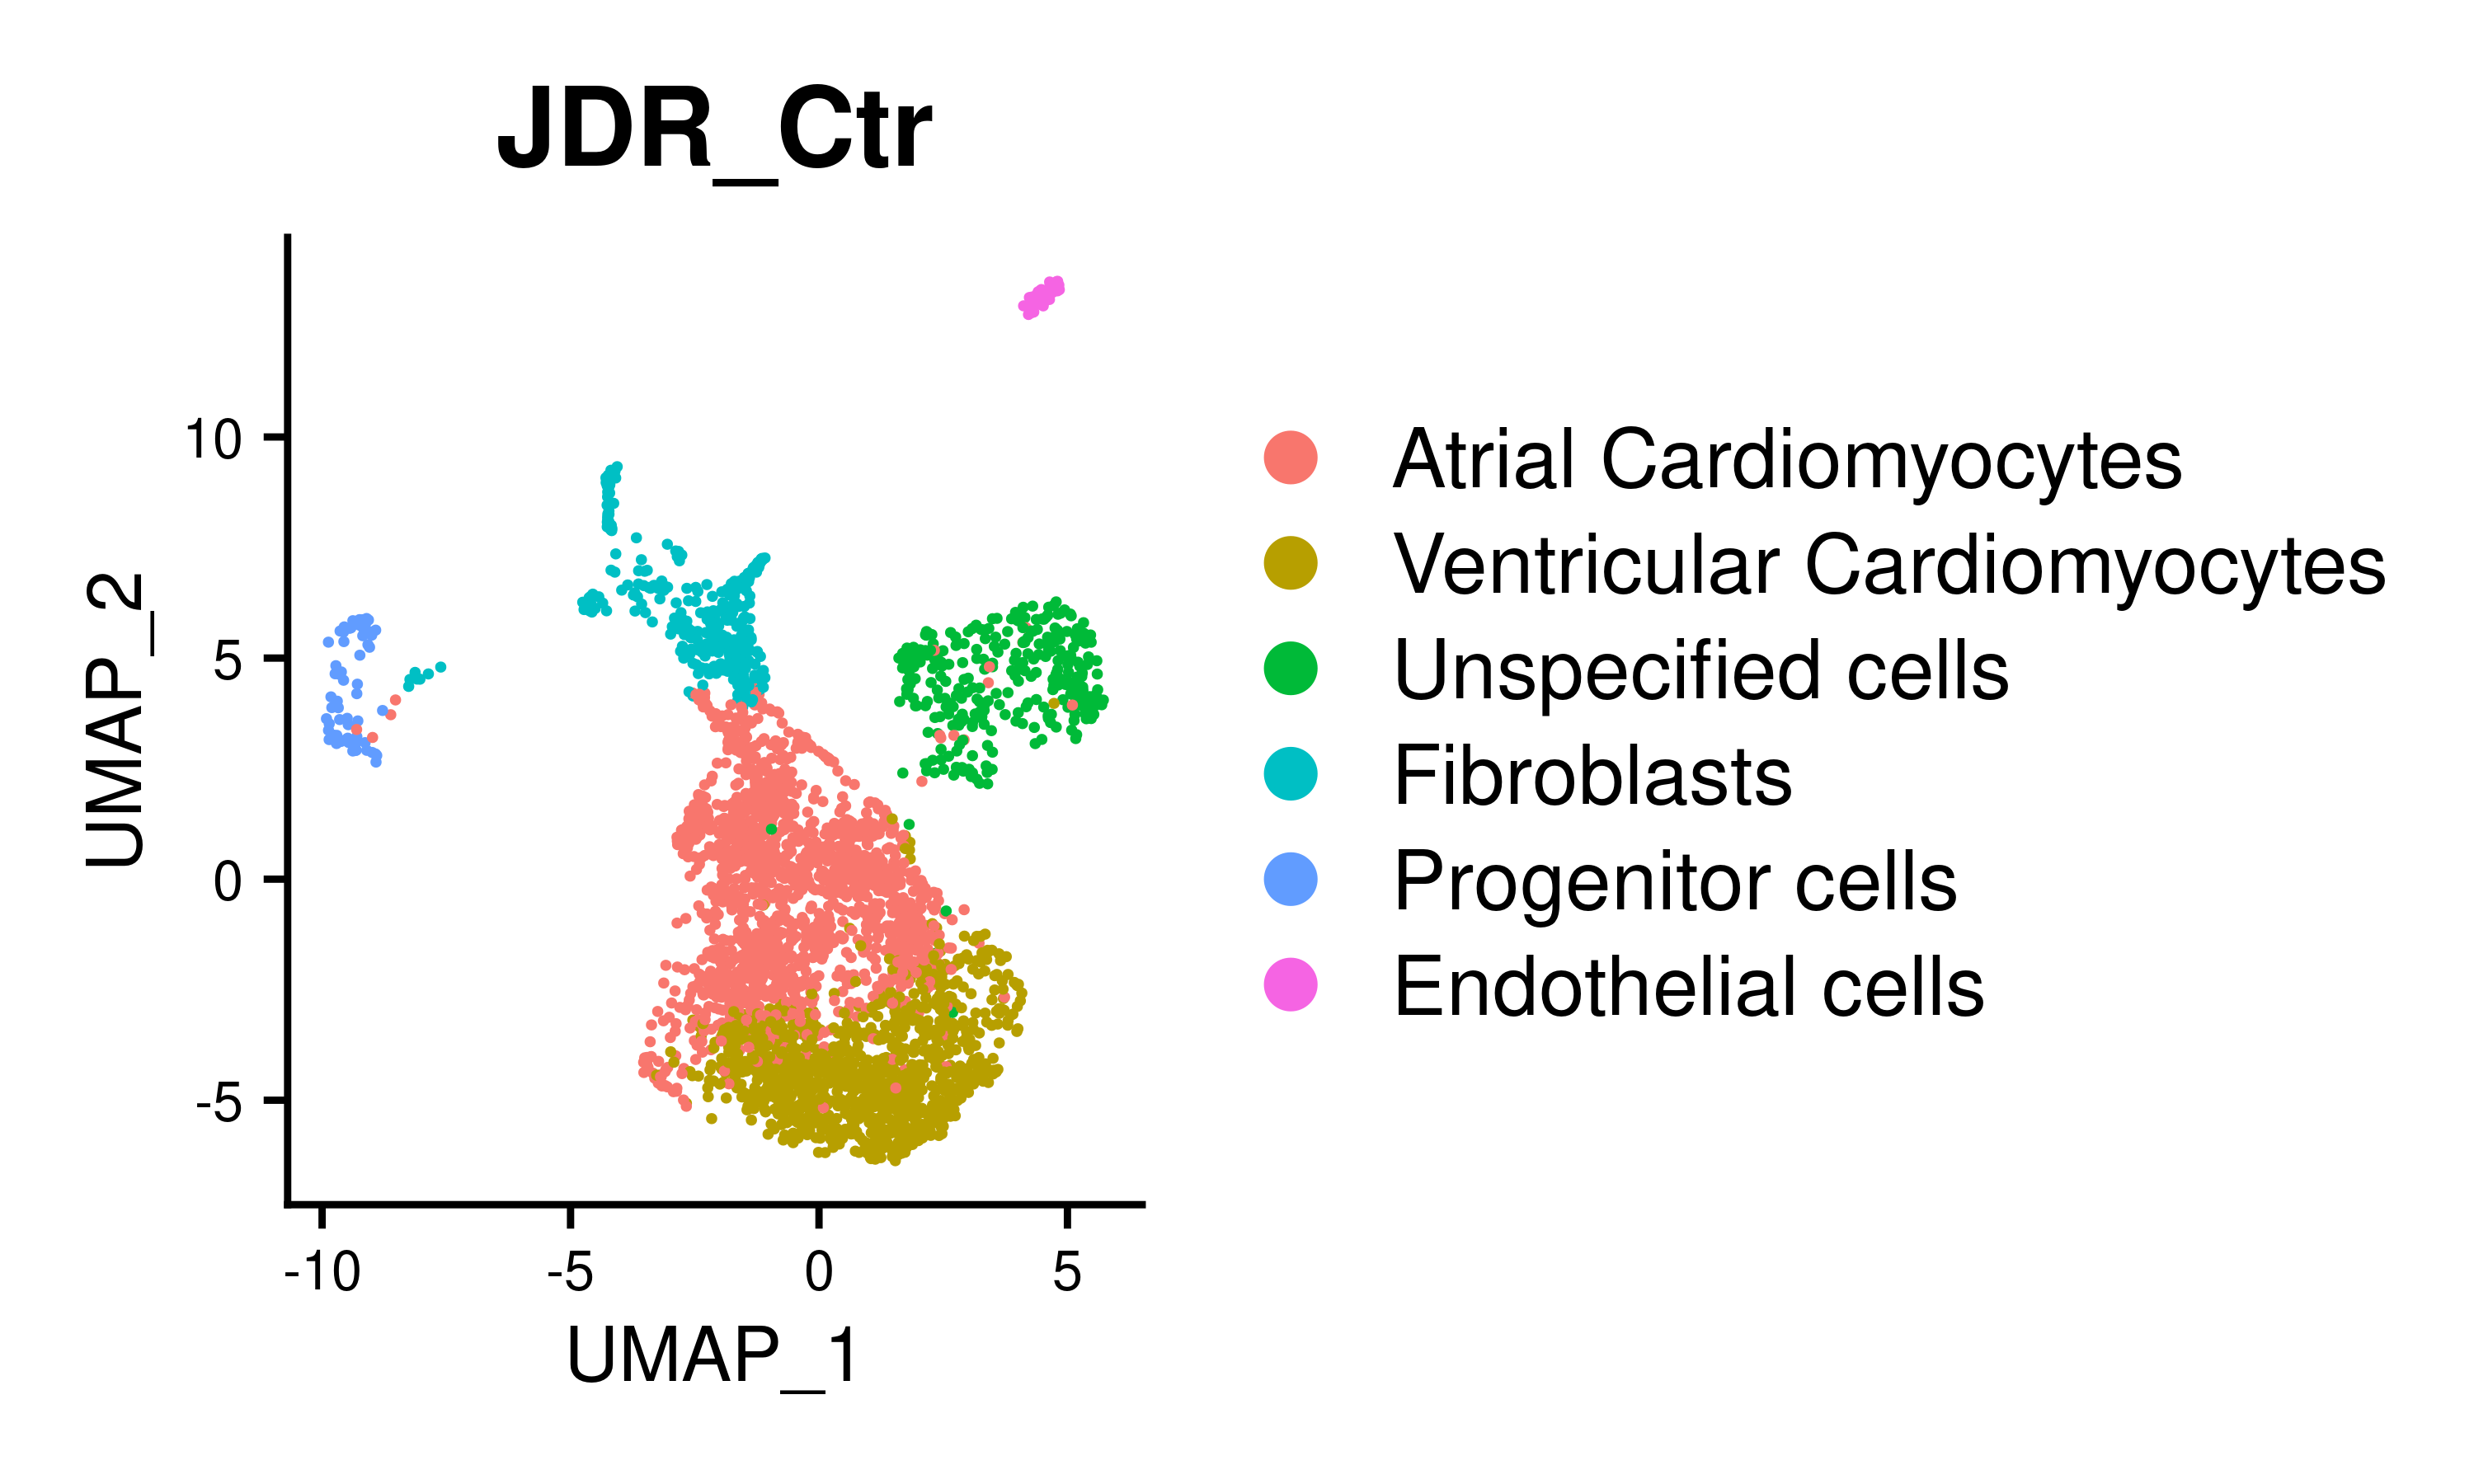 JDR_Ctr
UMAP_2
10
5
0
-5
-10
-5
0
5
UMAP_1
Atrial Cardiomyocytes
Ventricular Cardiomyocytes
Unspecified cells
Fibroblasts
Progenitor cells
Endothelial cells